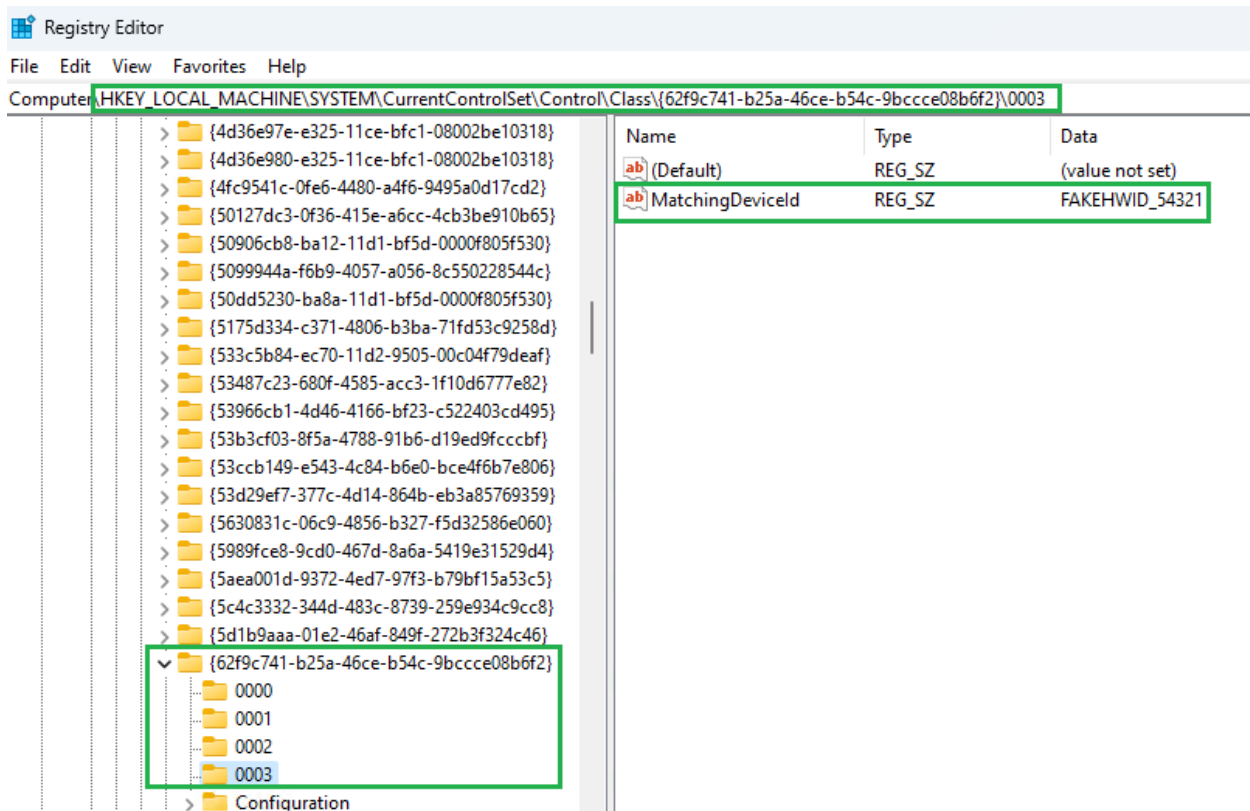 Registry Editor
File Edit View Favorites Help
Computer\HKEY_LOCAL_MACHINE\SYSTEM\CurrentControlSet\Control\Class\{62f9c741-b25a-46ce-b54c-9bccce08b6f2}\0003
{4d36e97e-e325-11ce-bfc1-08002be10318}
{4d36e980-e325-11ce-bfc1-08002be10318}
{4fc9541c-0fe6-4480-a4f6-9495a0d17cd2}
{50127dc3-0f36-415e-a6cc-4cb3be910b65}
{50906cb8-ba12-11d1-bf5d-0000f805f530}
{5099944a-f6b9-4057-a056-8c550228544c}
{50dd5230-ba8a-11d1-bf5d-0000f805f530}
{5175d334-c371-4806-b3ba-71fd53c9258d}
{533c5b84-ec70-11d2-9505-00c04f79deaf}
{53487c23-680f-4585-acc3-1f10d6777e82}
{53966cb1-4d46-4166-bf23-c522403cd495}
{53b3cf03-8f5a-4788-91b6-d19ed9fcccbf}
{53ccb149-e543-4c84-b6e0-bce4f6b7e806}
{53d29ef7-377c-4d14-864b-eb3a85769359}
{5630831c-06c9-4856-b327-f5d32586e060}
{5989fce8-9cd0-467d-8a6a-5419e31529d4}
{5aea001d-9372-4ed7-97f3-b79bf15a53c5}
{5c4c3332-344d-483c-8739-259e934c9cc8}
{5d1b9aaa-01e2-46af-849f-272b3f324c46}
{62f9c741-b25a-46ce-b54c-9bccce08b6f2}
0000
0001
0002
0003
Configuration
Name Type Data
ab (Default) REG_SZ (value not set)
ab MatchingDeviceId REG_SZ FAKEHWID_54321